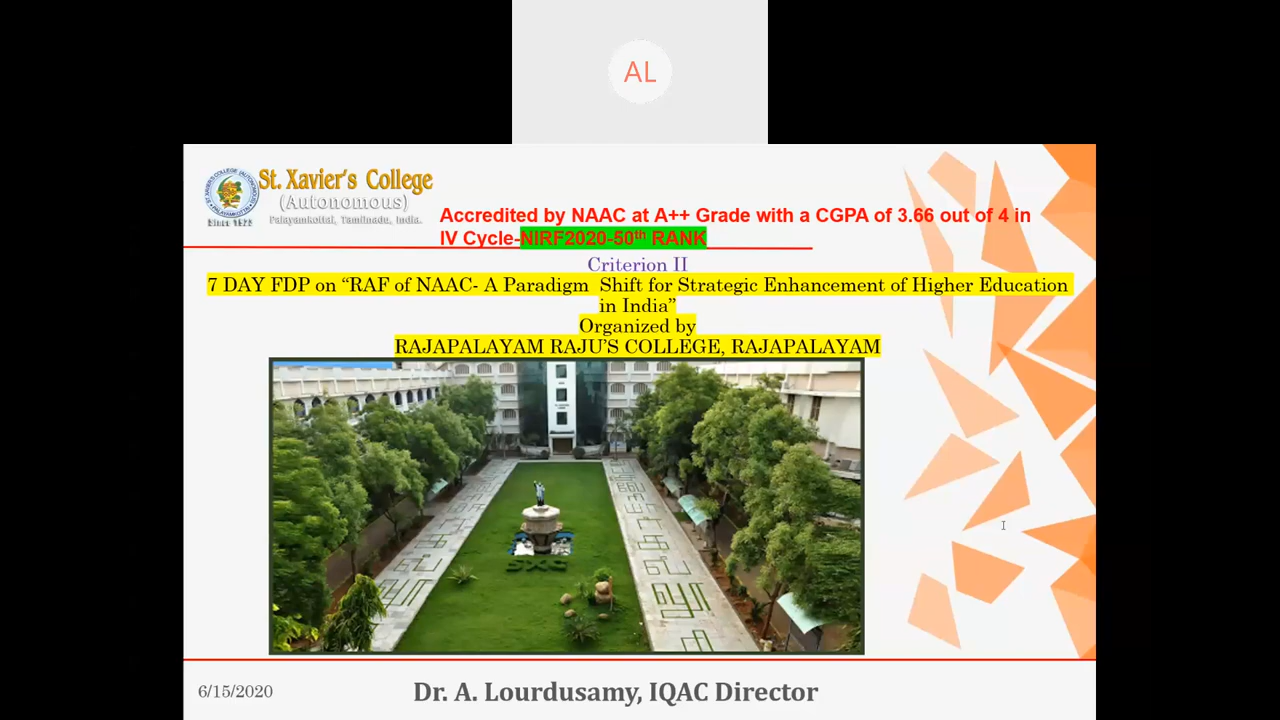 AL
St. Xavier's College
(Autonomous)
Palayamkottai, Tamilnadu, India.
Since 1923
Accredited by NAAC at A++ Grade with a CGPA of 3.66 out of 4 in
IV Cycle-NIRF2020-50th RANK
Criterion II
7 DAY FDP on “RAF of NAAC- A Paradigm Shift for Strategic Enhancement of Higher Education
in India”
Organized by
RAJAPALAYAM RAJU'S COLLEGE, RAJAPALAYAM
SXC
6/15/2020
Dr. A. Lourdusamy, IQAC Director